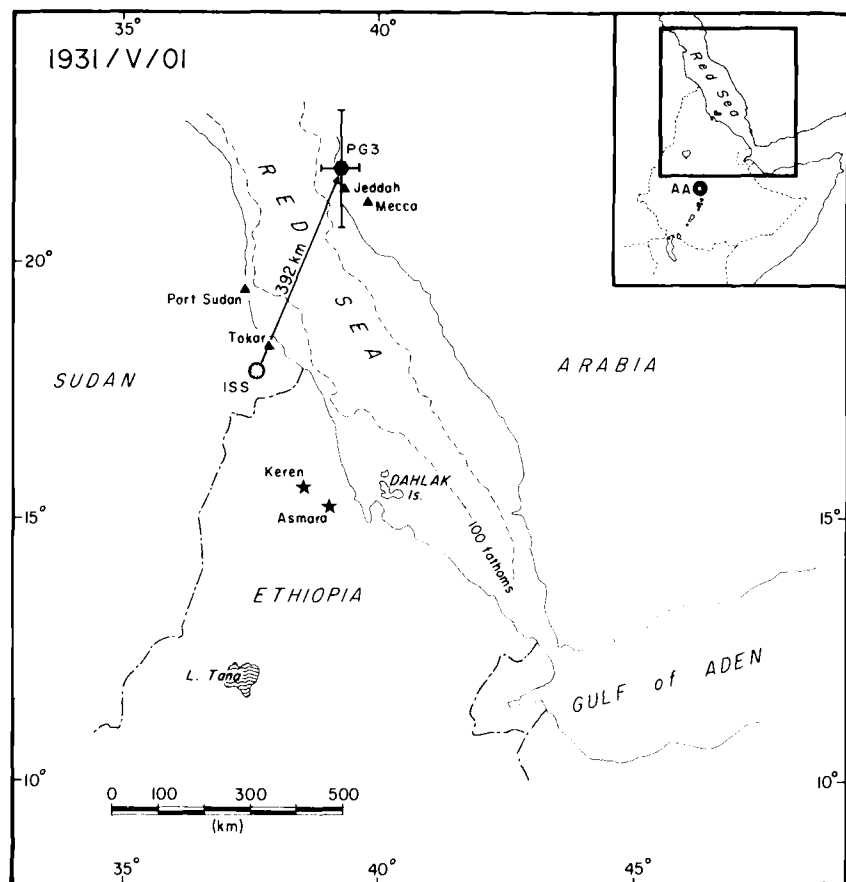 35°
40°
1931/V/01
Red Sea
AA
PG3
Jeddah
Mecca
RED
SEA
392 km
20°
Port Sudan
Tokar
ISS
SUDAN
ARABIA
Keren
DAHLAK
Is.
Asmara
15°
15°
100 fathoms
ETHIOPIA
L. Tana
GULF of ADEN
10°
10°
0 100 300 500
(km)
35°
40°
45°